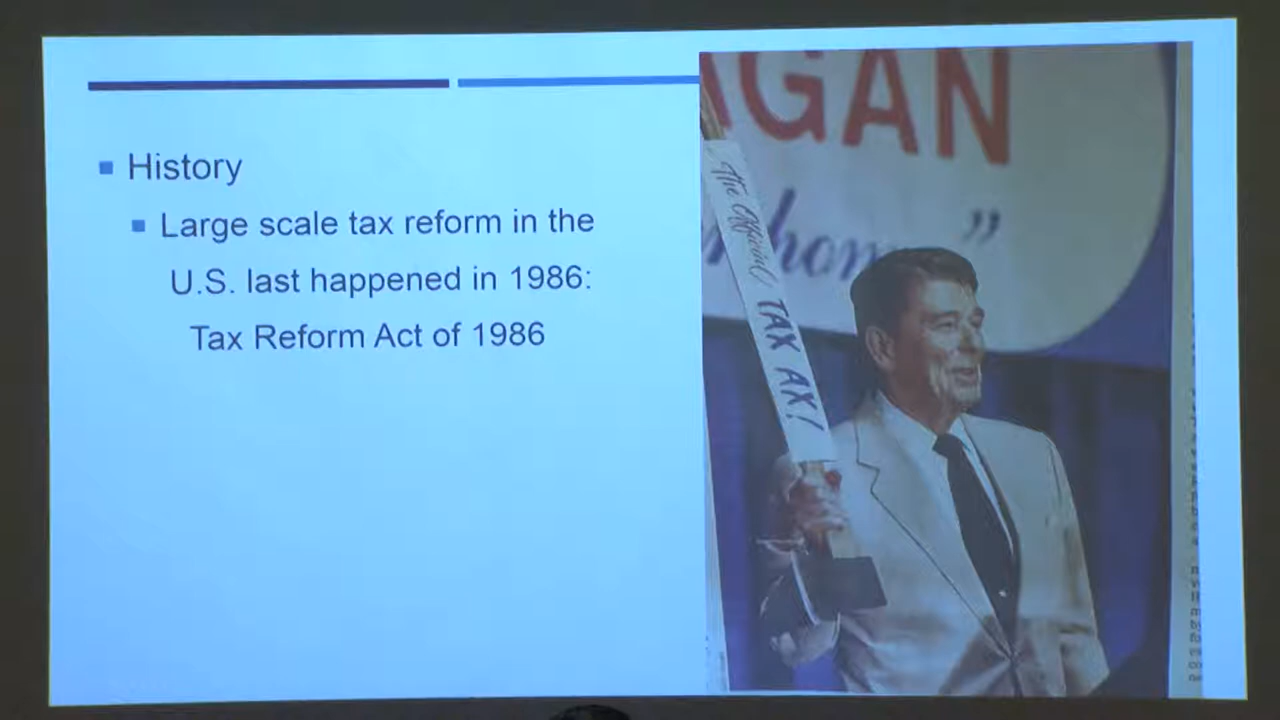 History
Large scale tax reform in the
U.S. last happened in 1986:
Tax Reform Act of 1986
AGAN
”
The Official TAX AX!